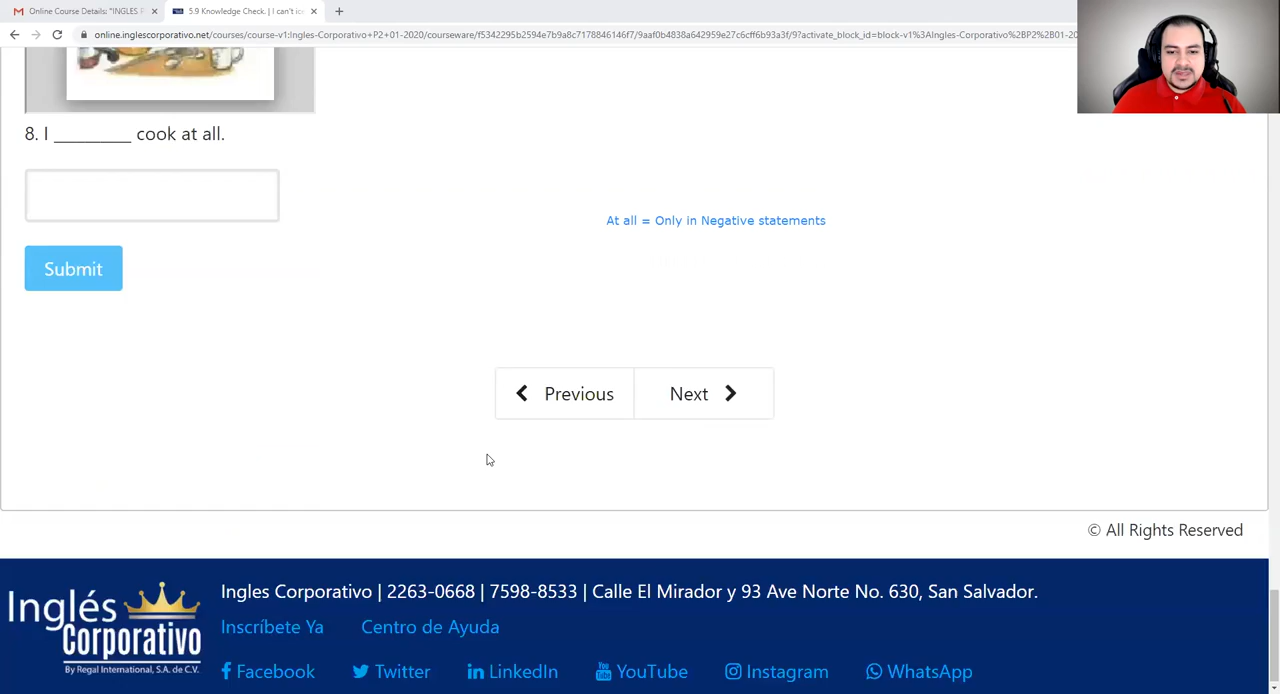 Online Course Details: "INGLES P
5.9 Knowledge Check. | I can't ic
online.inglescorporativo.net/courses/course-v1:Ingles-Corporativo+P2+01-2020/courseware/f5342295b2594e7b9a8c7178846146f7/9aaf0b4838a642959e27c6cff6b93a3f/9?activate_block_id=block-v1%3AIngles-Corporativo%2BP2%2B01-20
8. I ________ cook at all.
At all = Only in Negative statements
Submit
Previous
Next
© All Rights Reserved
Inglés Corporativo
By Regal International, S.A. de C.V.
Ingles Corporativo | 2263-0668 | 7598-8533 | Calle El Mirador y 93 Ave Norte No. 630, San Salvador.
Inscríbete Ya Centro de Ayuda
Facebook Twitter LinkedIn YouTube Instagram WhatsApp